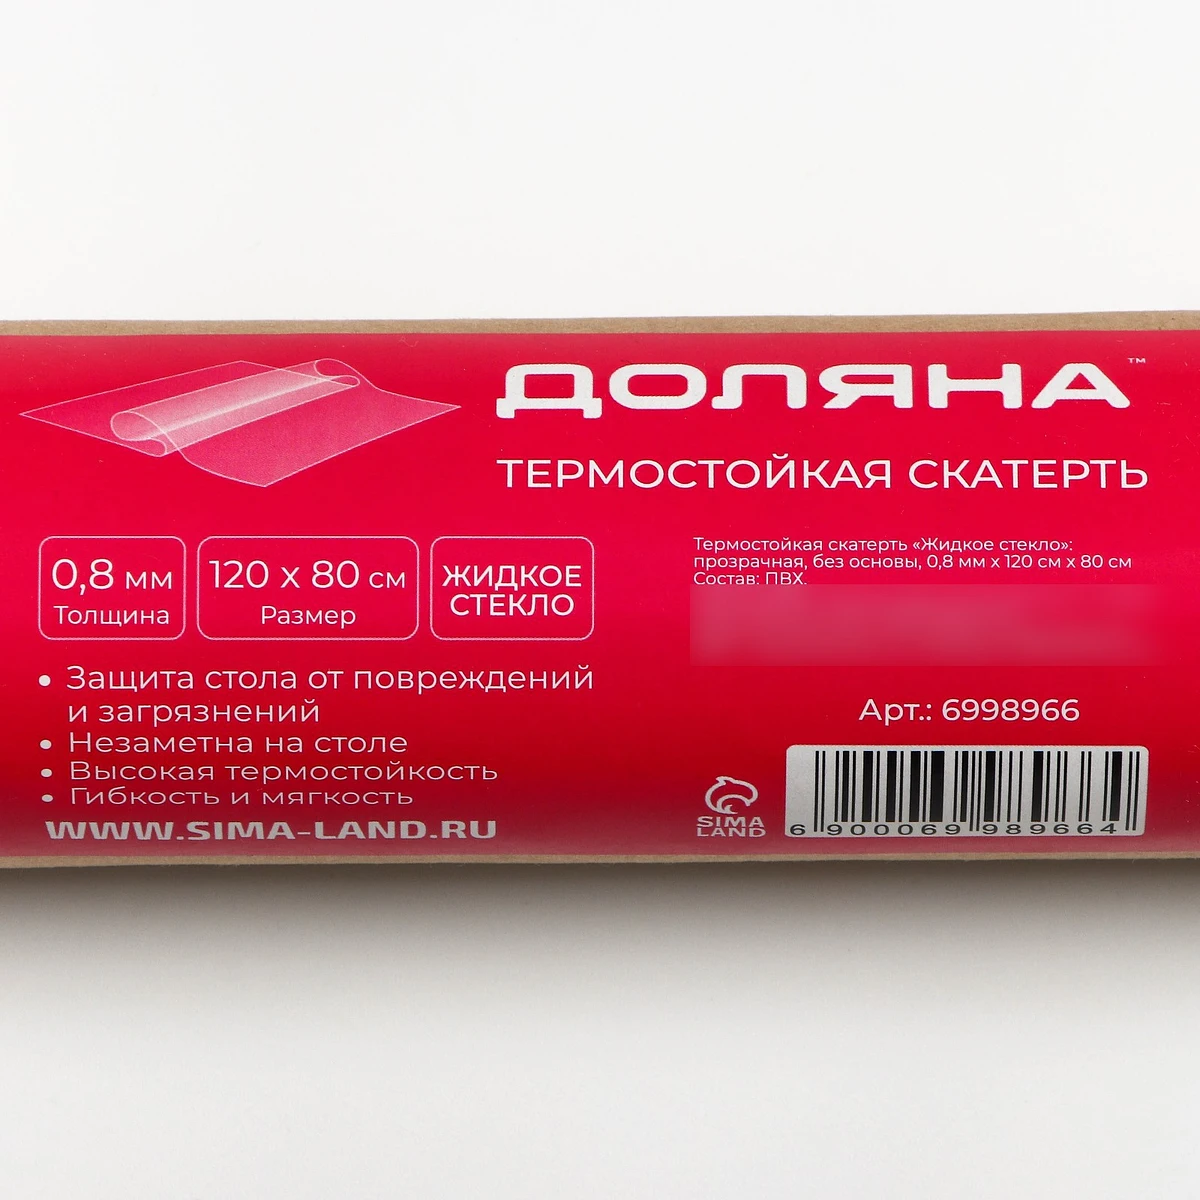 ДОЛЯНА™
ТЕРМОСТОЙКАЯ СКАТЕРТЬ
0,8 мм
Толщина
120 х 80 см
Размер
ЖИДКОЕ
СТЕКЛО
• Защита стола от повреждений
и загрязнений
• Незаметна на столе
• Высокая термостойкость
• Гибкость и мягкость
WWW.SIMA-LAND.RU
Термостойкая скатерть «Жидкое стекло»:
прозрачная, без основы, 0,8 мм х 120 см х 80 см
Состав: ПВХ.
Арт.: 6998966
SIMA
LAND
6 900069 989664